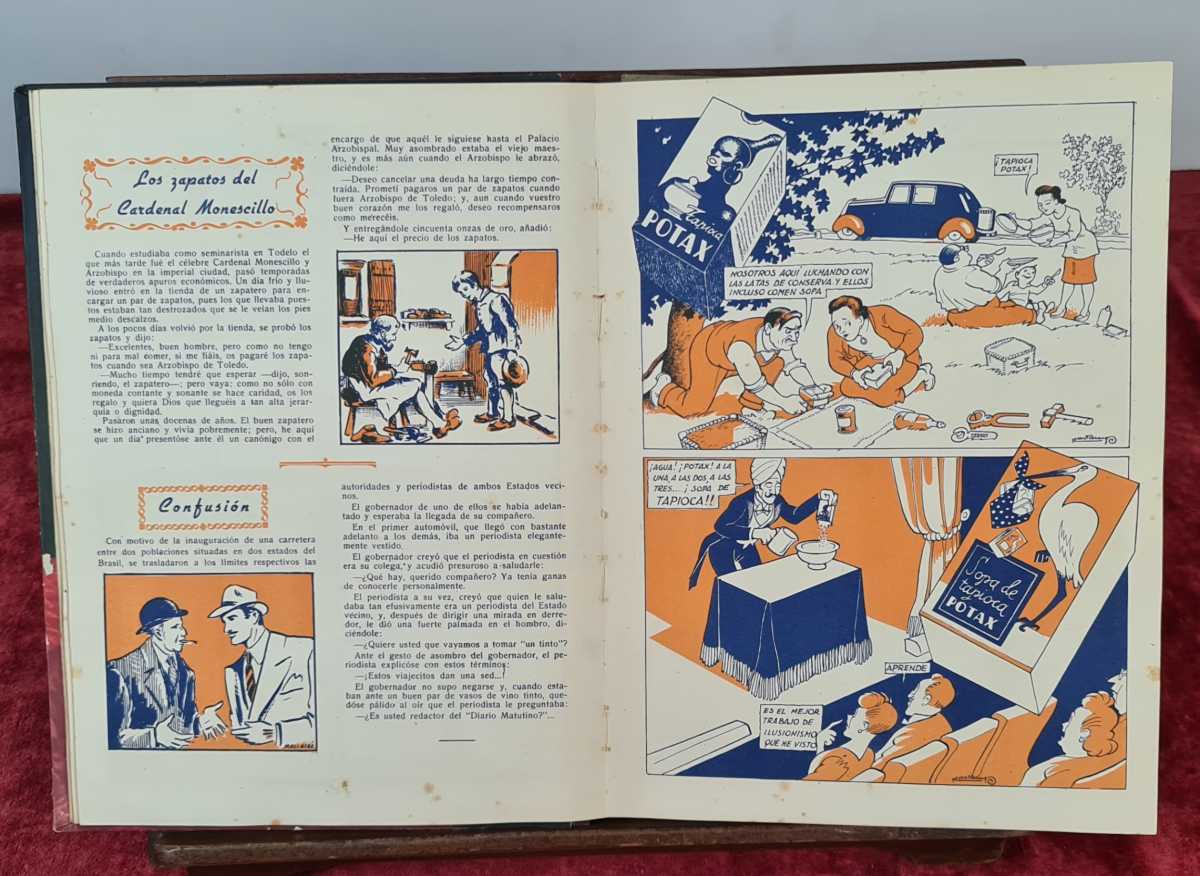 Los zapatos del
Cardenal Monescillo
Cuando estudiaba como seminarista en Todelo el
que más tarde fué el célebre Cardenal Monescillo y
Arzobispo en la imperial ciudad, pasó temporadas
de verdaderos apuros económicos. Un día frío y llu-
vioso entró en la tienda de un zapatero para en-
cargar un par de zapatos, pues los que llevaba pues-
tos estaban tan destrozados que se le veían los pies
medio descalzos.
A los pocos días volvió por la tienda, se probó los
zapatos y dijo:
—Excelentes, buen hombre, pero como no tengo
ni para mal comer, si me fiáis, os pagaré los zapa-
tos cuando sea Arzobispo de Toledo.
—Mucho tiempo tendré que esperar —dijo, son-
riendo, el zapatero—; pero vaya: como no sólo con
moneda contante y sonante se hace caridad, os los
regalo y quiera Dios que lleguéis a tan alta jerar-
quía o dignidad.
Pasaron unas docenas de años. El buen zapatero
se hizo anciano y vivía pobremente; pero, he aquí
que un día presentóse ante él un canónigo con el
encargo de que aquél le siguiese hasta el Palacio
Arzobispal. Muy asombrado estaba el viejo maes-
tro, y es más aún cuando el Arzobispo le abrazó,
diciéndole:
—Deseo cancelar una deuda ha largo tiempo con-
traída. Prometí pagaros un par de zapatos cuando
fuera Arzobispo de Toledo; y, aun cuando vuestro
buen corazón me los regaló, deseo recompensaros
como merecéis.
Y entregándole cincuenta onzas de oro, añadió:
—He aquí el precio de los zapatos.
Confusión
Con motivo de la inauguración de una carretera
entre dos poblaciones situadas en dos estados del
Brasil, se trasladaron a los límites respectivos las
autoridades y periodistas de ambos Estados veci-
nos.
El gobernador de uno de ellos se había adelan-
tado y esperaba la llegada de su compañero.
En el primer automóvil, que llegó con bastante
adelanto a los demás, iba un periodista elegante-
mente vestido.
El gobernador creyó que el periodista en cuestión
era su colega, y acudió presuroso a saludarle:
—¿Qué hay, querido compañero? Ya tenía ganas
de conocerle personalmente.
El periodista a su vez, creyó que quien le salu-
daba tan efusivamente era un periodista del Estado
vécino, y, después de dirigir una mirada en derre-
dor, le dió una fuerte palmada en el hombro, di-
ciéndole:
—¿Quiere usted que vayamos a tomar "un tinto"?
Ante el gesto de asombro del gobernador, el pe-
riodista explicóse con estos términos:
—¡Estos viajecitos dan una sed...!
El gobernador no supo negarse y, cuando esta-
ban ante un buen par de vasos de vino tinto, que-
dóse pálido al oír que el periodista le preguntaba:
—¿Es usted redactor del "Diario Matutino?"...
Tapioca
POTAX
¡TAPIOCA
POTAX!
NOSOTROS AQUÍ LUCHANDO CON
LAS LATAS DE CONSERVA Y ELLOS
INCLUSO COMEN SOPA
¡AGUA! ¡POTAX! A LA
UNA, A LAS DOS, A LAS
TRES.... ¡SOPA DE
TAPIOCA!!
Sopa de
tapioca
POTAX
APRENDE
ES EL MEJOR
TRABAJO DE
ILUSIONISMO
QUE HE VISTO